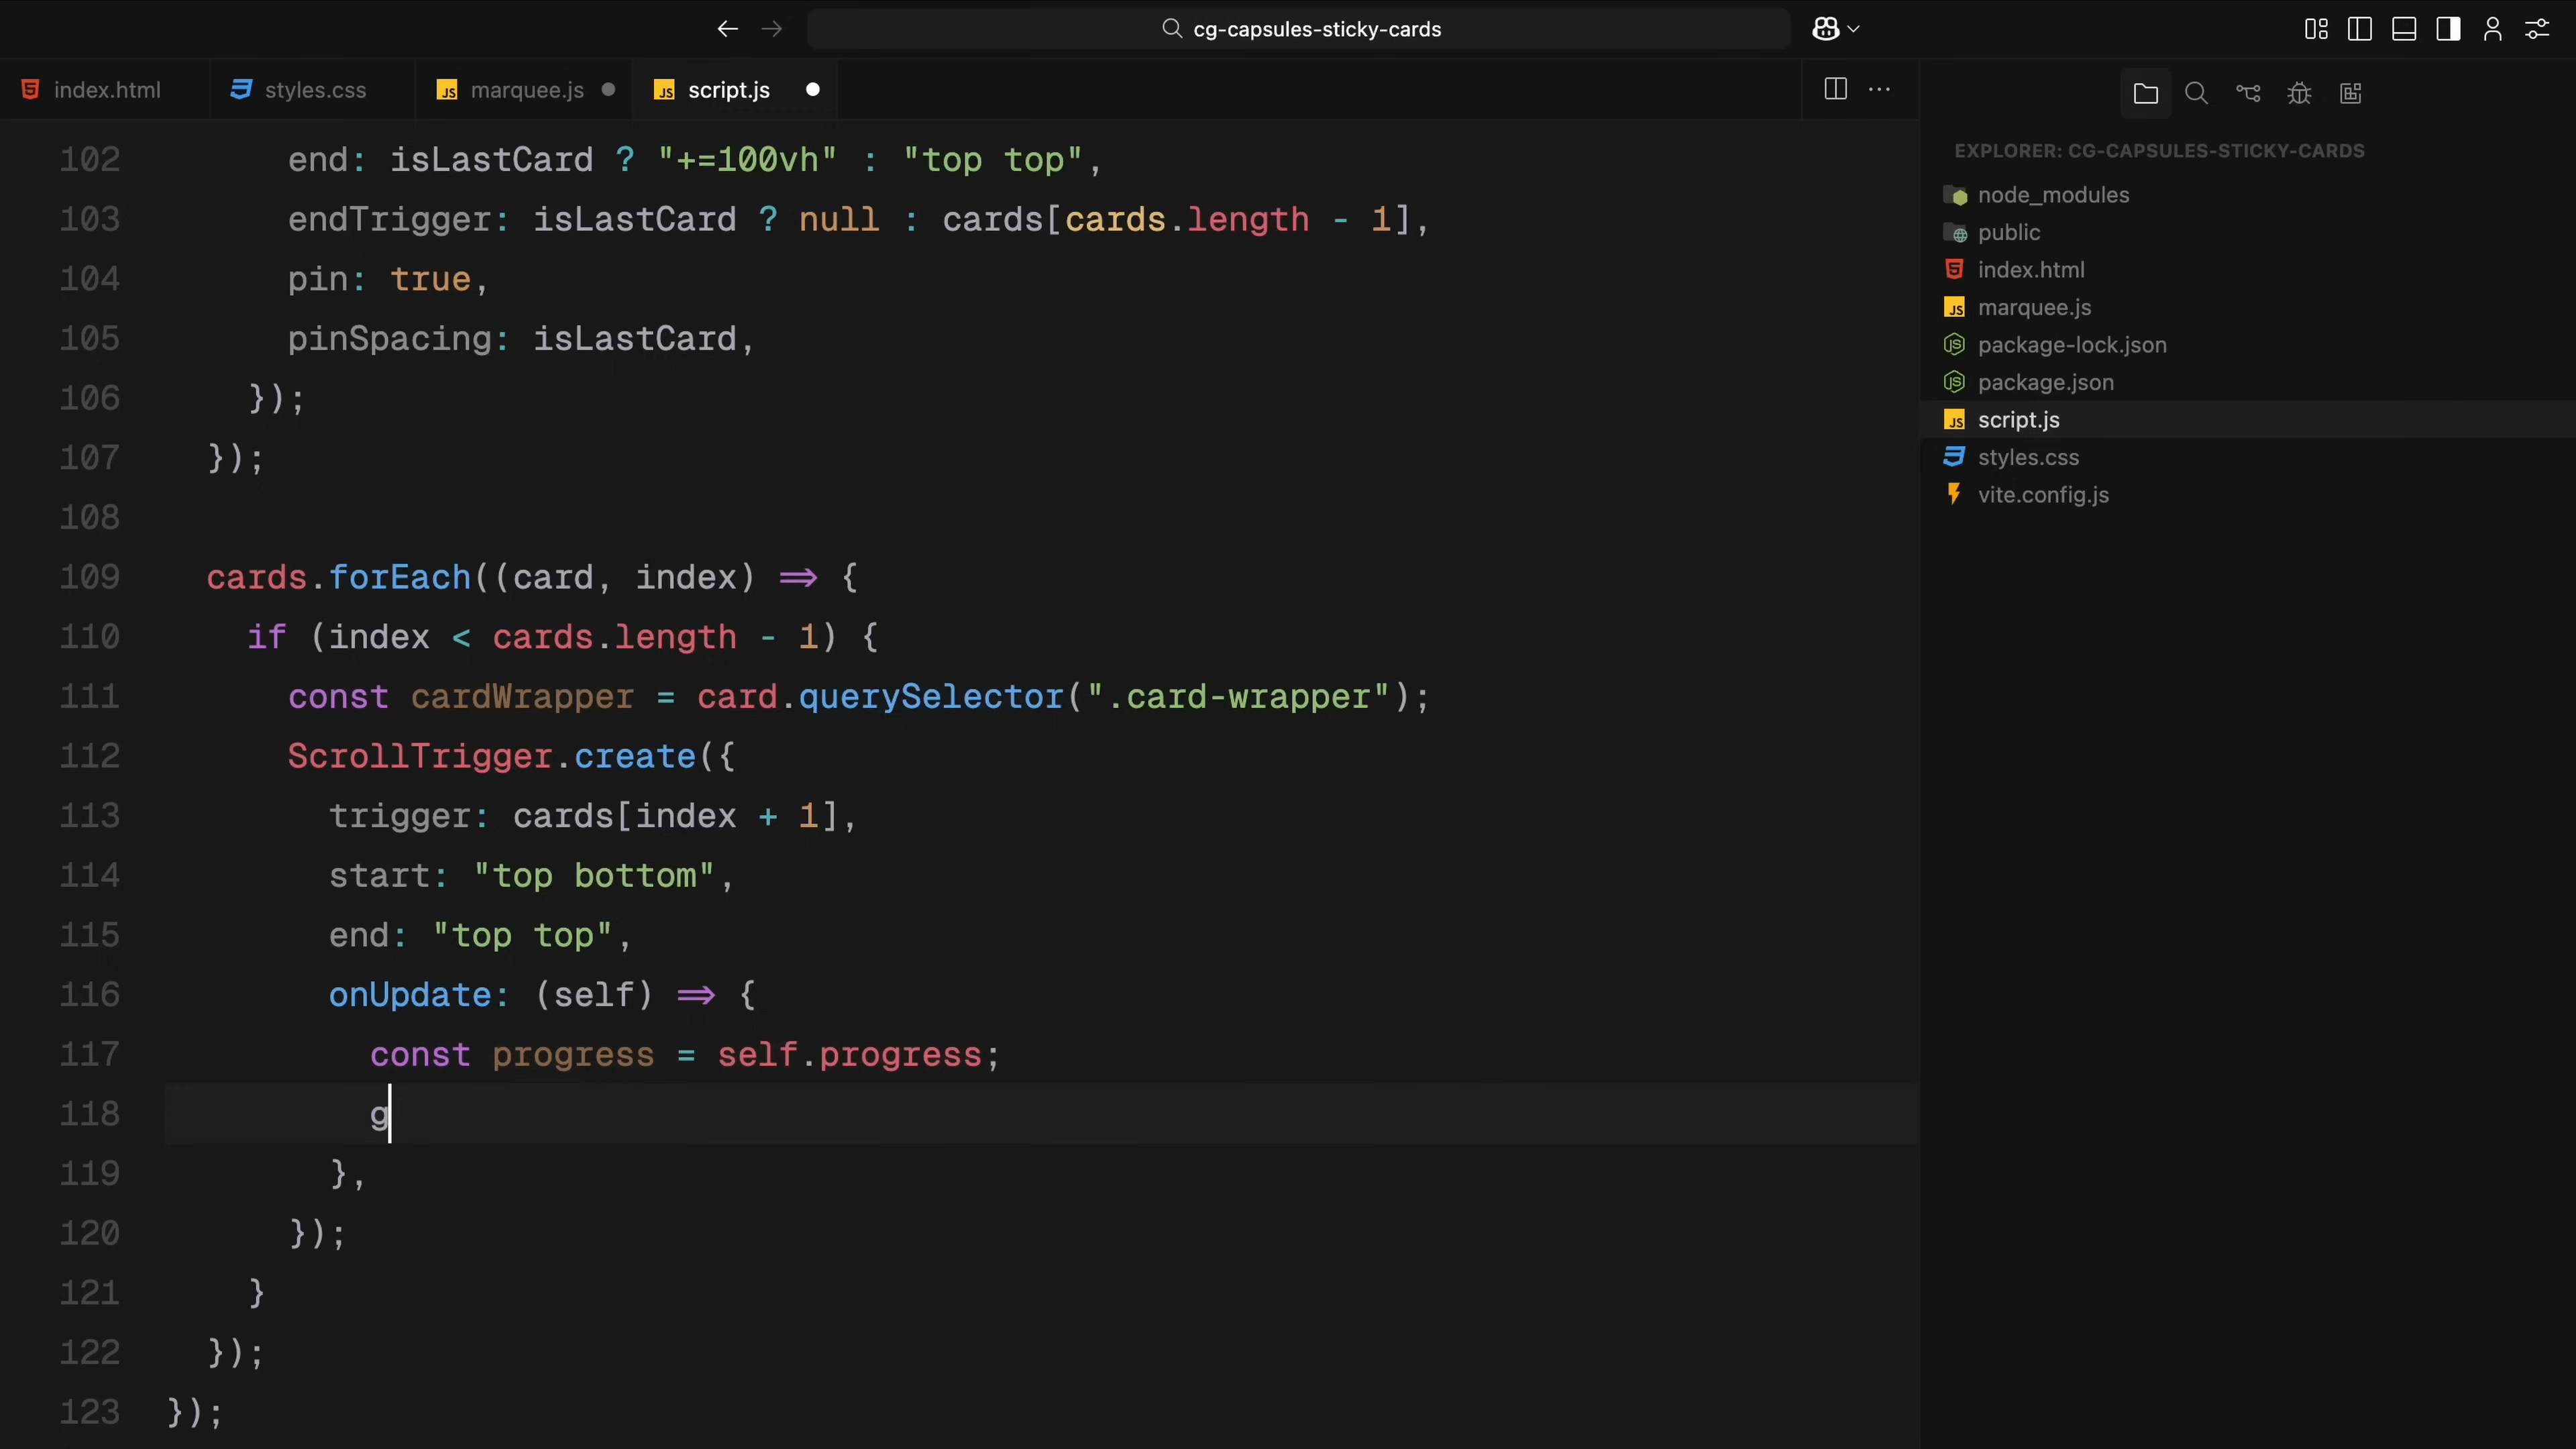 cg-capsules-sticky-cards
index.html
styles.css
marquee.js
script.js
102 end: isLastCard ? "+=100vh" : "top top",
103 endTrigger: isLastCard ? null : cards[cards.length - 1],
104 pin: true,
105 pinSpacing: isLastCard,
106 });
107 });
108
109 cards.forEach((card, index) => {
110 if (index < cards.length - 1) {
111 const cardWrapper = card.querySelector(".card-wrapper");
112 ScrollTrigger.create({
113 trigger: cards[index + 1],
114 start: "top bottom",
115 end: "top top",
116 onUpdate: (self) => {
117 const progress = self.progress;
118 g
119 },
120 });
121 }
122 });
123 });
EXPLORER: CG-CAPSULES-STICKY-CARDS
node_modules
public
index.html
marquee.js
package-lock.json
package.json
script.js
styles.css
vite.config.js